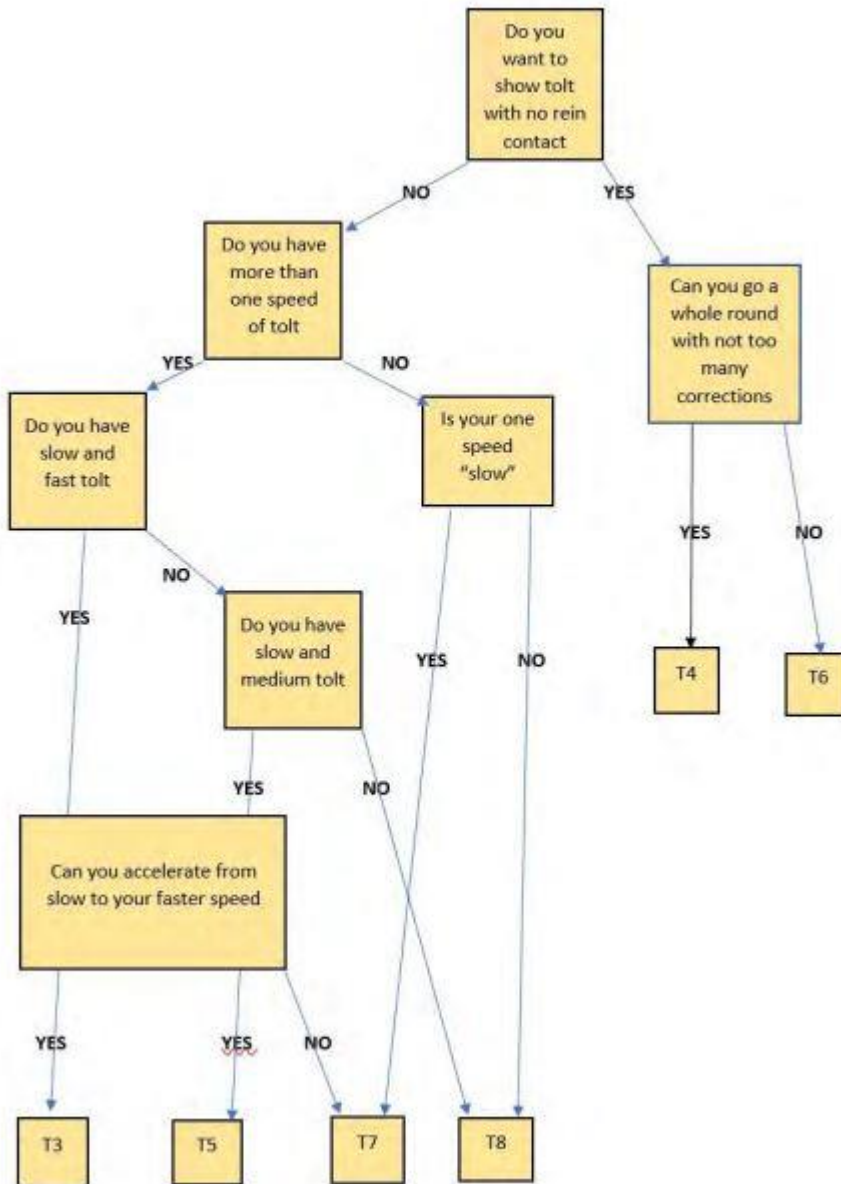 Do you
want to
show tolt
with no rein
contact
NO
YES
Do you have
more than
one speed
of tolt
Can you go a
whole round
with not too
many
corrections
YES
NO
Do you have
slow and
fast tolt
Is your one
speed
“slow”
YES
NO
NO
YES
Do you have
slow and
medium tolt
YES
NO
T4
T6
YES
NO
Can you accelerate from
slow to your faster speed
YES
YES
NO
T3
T5
T7
T8